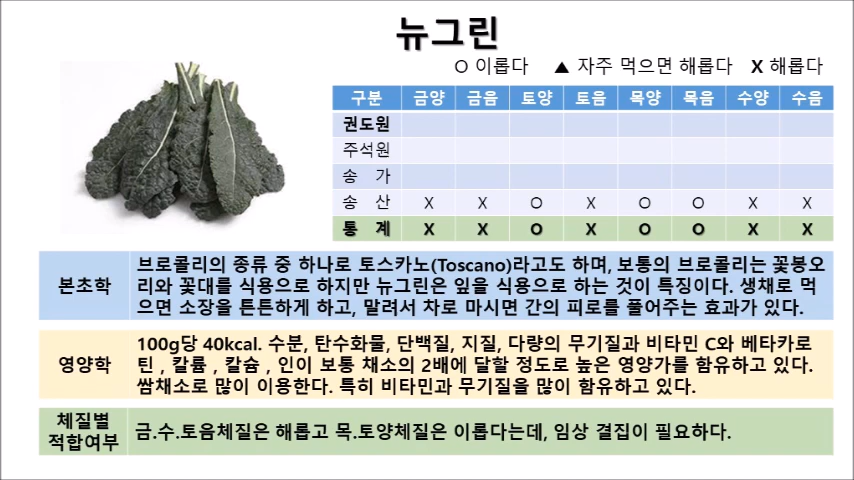 뉴그린
O 이롭다 ▲ 자주 먹으면 해롭다 X 해롭다
구분 금양 금음 토양 토음 목양 목음 수양 수음
권도원
주석원
송 가
송 산 X X O X O O X X
통 계 X X O X O O X X
본초학
브로콜리의 종류 중 하나로 토스카노(Toscano)라고도 하며, 보통의 브로콜리는 꽃봉오
리와 꽃대를 식용으로 하지만 뉴그린은 잎을 식용으로 하는 것이 특징이다. 생채로 먹
으면 소장을 튼튼하게 하고, 말려서 차로 마시면 간의 피로를 풀어주는 효과가 있다.
영양학
100g당 40kcal. 수분, 탄수화물, 단백질, 지질, 다량의 무기질과 비타민 C와 베타카로
틴 , 칼륨 , 칼슘 , 인이 보통 채소의 2배에 달할 정도로 높은 영양가를 함유하고 있다.
쌈채소로 많이 이용한다. 특히 비타민과 무기질을 많이 함유하고 있다.
체질별
적합여부
금.수.토음체질은 해롭고 목.토양체질은 이롭다는데, 임상 결집이 필요하다.